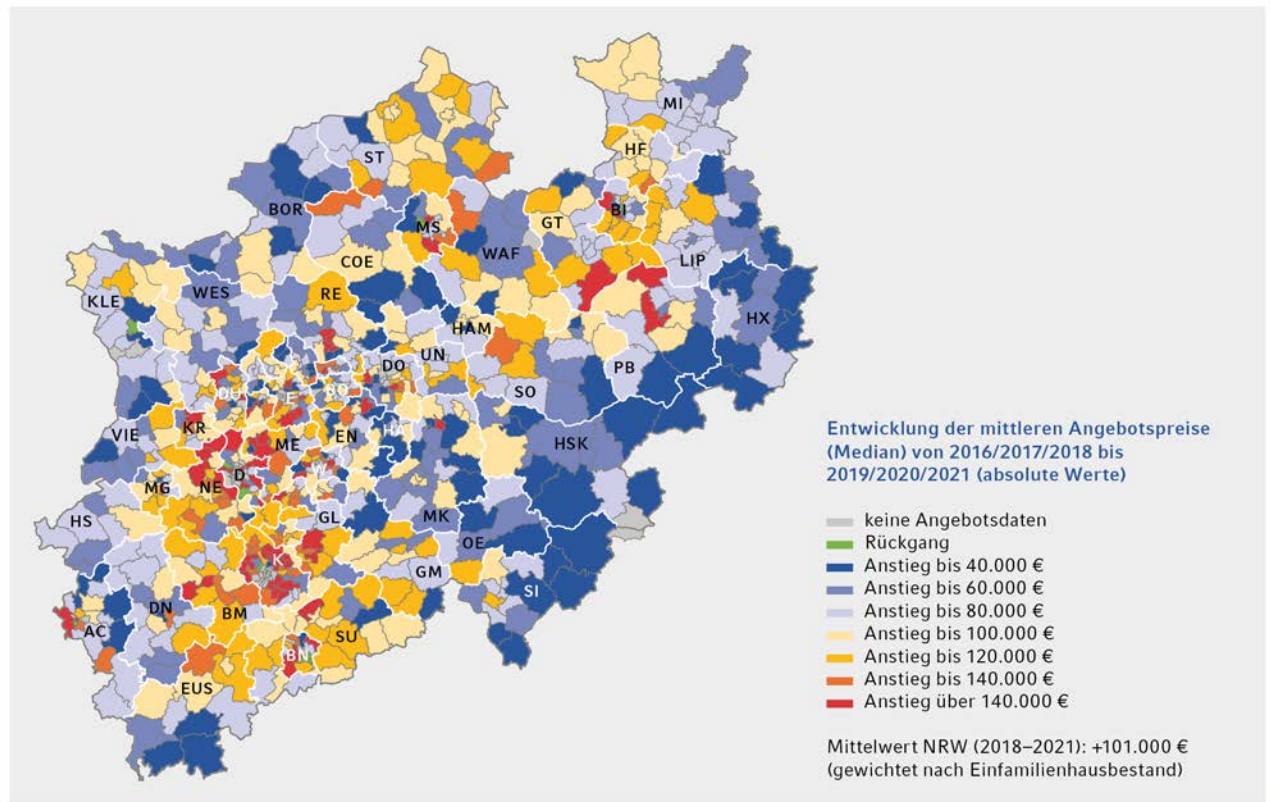 MI
HF
ST
BI
BOR
MS
GT
WAF
COE
LIP
RE
KLE
WES
HX
HAM
UN
DO
PB
DU
E
BO
SO
KR
ME
EN
HA
HSK
VIE
D
W
MG
NE
HS
GL
MK
OE
K
GM
SI
DN
BM
AC
SU
BN
EUS
Entwicklung der mittleren Angebotspreise
(Median) von 2016/2017/2018 bis
2019/2020/2021 (absolute Werte)
keine Angebotsdaten
Rückgang
Anstieg bis 40.000 €
Anstieg bis 60.000 €
Anstieg bis 80.000 €
Anstieg bis 100.000 €
Anstieg bis 120.000 €
Anstieg bis 140.000 €
Anstieg über 140.000 €
Mittelwert NRW (2018–2021): +101.000 €
(gewichtet nach Einfamilienhausbestand)